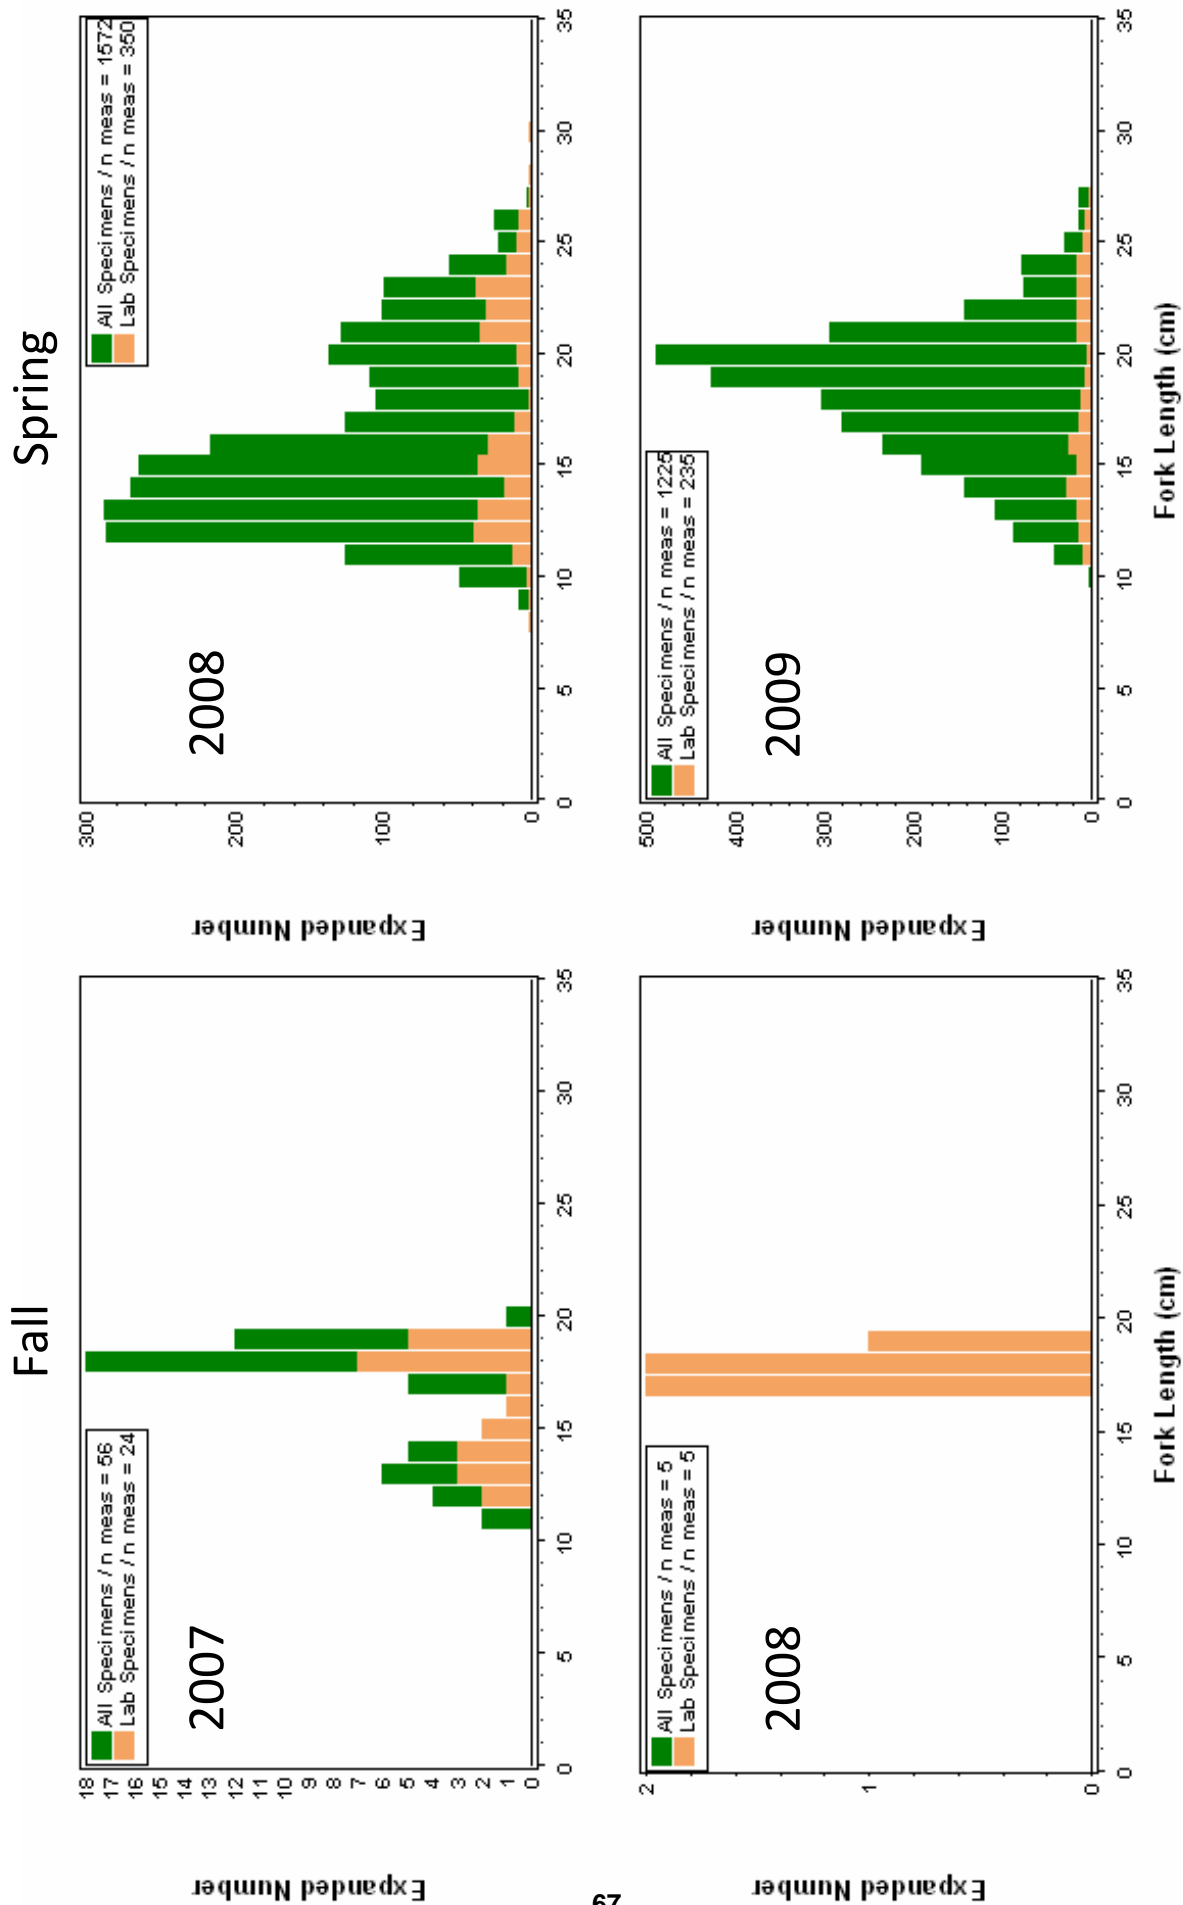 Fall
Spring
Expanded Number
18
17
16
15
14
13
12
11
10
9
8
7
6
5
4
3
2
1
0
All Specimens / n meas = 56
Lab Specimens / n meas = 24
2007
0 5 10 15 20 25 30 35
Expanded Number
300
200
100
0
All Specimens / n meas = 1572
Lab Specimens / n meas = 350
2008
0 5 10 15 20 25 30 35
Expanded Number
2
1
0
All Specimens / n meas = 5
Lab Specimens / n meas = 5
2008
0 5 10 15 20 25 30 35
Fork Length (cm)
Expanded Number
500
400
300
200
100
0
All Specimens / n meas = 1225
Lab Specimens / n meas = 235
2009
0 5 10 15 20 25 30 35
Fork Length (cm)
67